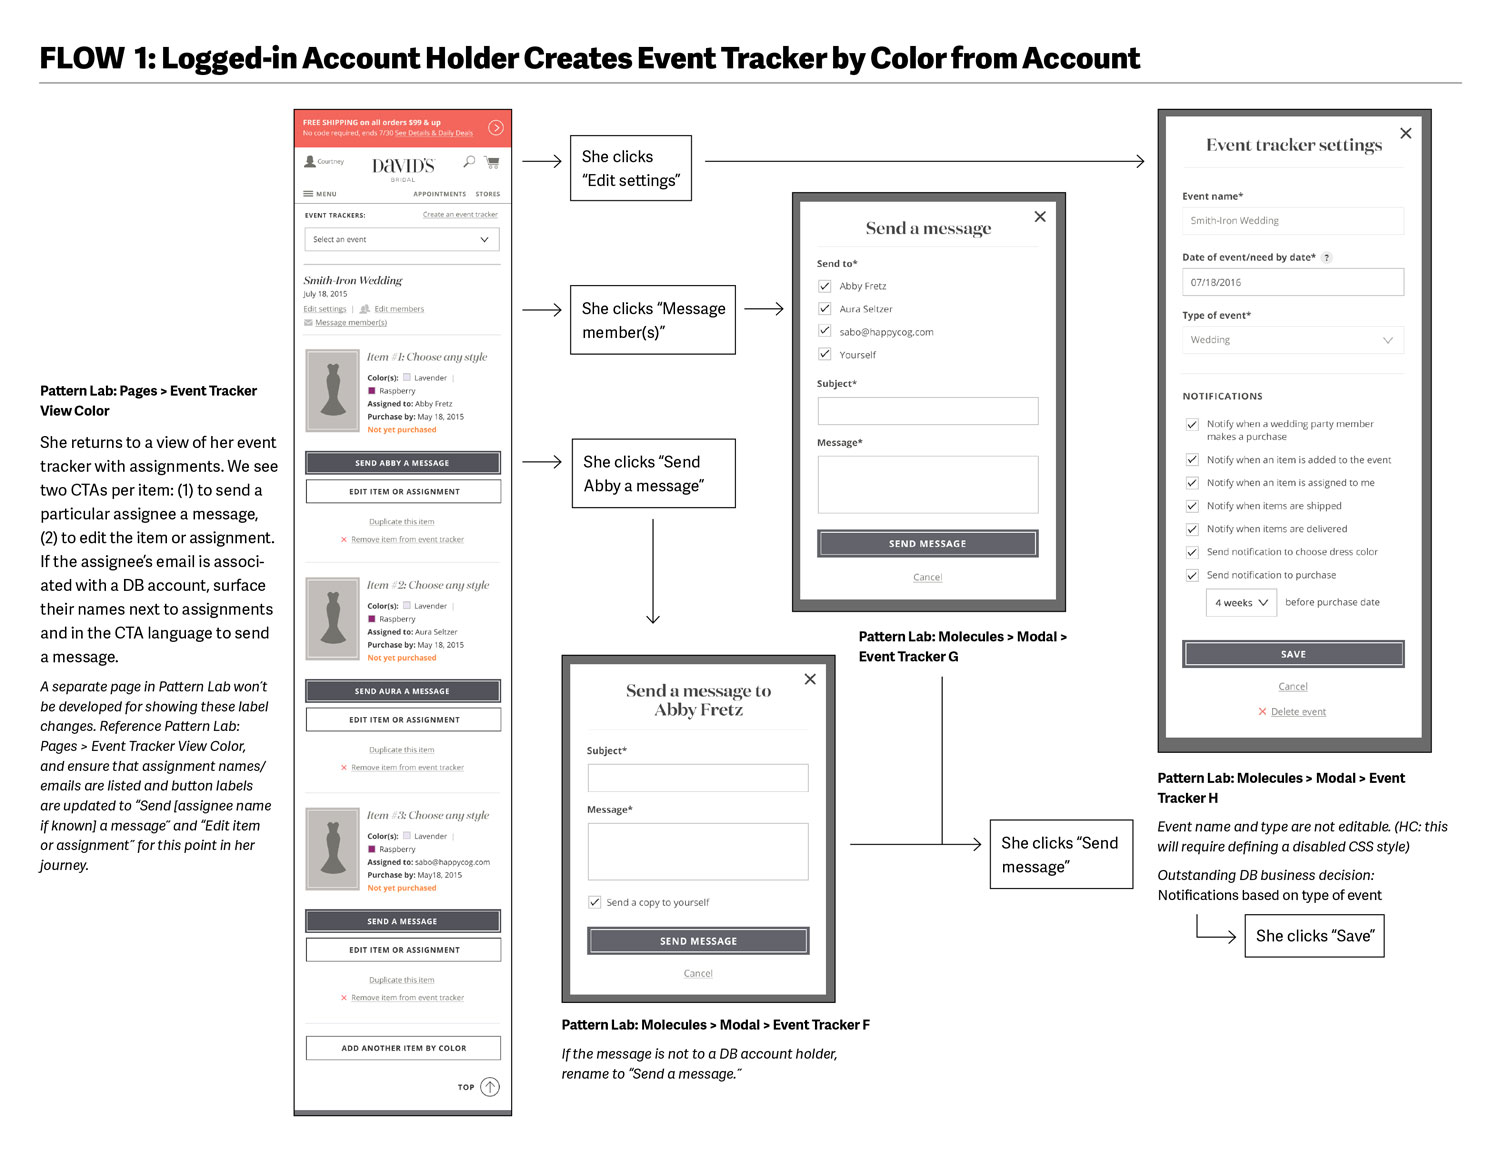 FLOW 1: Logged-in Account Holder Creates Event Tracker by Color from Account
Pattern Lab: Pages > Event Tracker
View Color
She returns to a view of her event
tracker with assignments. We see
two CTAs per item: (1) to send a
particular assignee a message,
(2) to edit the item or assignment.
If the assignee’s email is associ-
ated with a DB account, surface
their names next to assignments
and in the CTA language to send
a message.
A separate page in Pattern Lab won’t
be developed for showing these label
changes. Reference Pattern Lab:
Pages > Event Tracker View Color,
and ensure that assignment names/
emails are listed and button labels
are updated to “Send [assignee name
if known] a message” and “Edit item
or assignment” for this point in her
journey.
FREE SHIPPING on all orders $99 & up
No code required, ends 7/30 See Details & Daily Deals
Courtney
DAVID'S
BRIDAL
MENU
APPOINTMENTS STORES
EVENT TRACKERS: Create an event tracker
Select an event
Smith-Iron Wedding
July 18, 2015
Edit settings | Edit members
Message member(s)
Item #1: Choose any style
Color(s): Lavender |
Raspberry
Assigned to: Abby Fretz
Purchase by: May 18, 2015
Not yet purchased
SEND ABBY A MESSAGE
EDIT ITEM OR ASSIGNMENT
Duplicate this item
× Remove item from event tracker
Item #2: Choose any style
Color(s): Lavender |
Raspberry
Assigned to: Aura Seltzer
Purchase by: May 18, 2015
Not yet purchased
SEND AURA A MESSAGE
EDIT ITEM OR ASSIGNMENT
Duplicate this item
× Remove item from event tracker
Item #3: Choose any style
Color(s): Lavender |
Raspberry
Assigned to: sabo@happycog.com
Purchase by: May18, 2015
Not yet purchased
SEND A MESSAGE
EDIT ITEM OR ASSIGNMENT
Duplicate this item
× Remove item from event tracker
ADD ANOTHER ITEM BY COLOR
TOP
She clicks
“Edit settings”
She clicks “Message
member(s)”
She clicks “Send
Abby a message”
Send a message to
Abby Fretz
Subject*
Message*
Send a copy to yourself
SEND MESSAGE
Cancel
Pattern Lab: Molecules > Modal > Event Tracker F
If the message is not to a DB account holder,
rename to “Send a message.”
Send a message
Send to*
Abby Fretz
Aura Seltzer
sabo@happycog.com
Yourself
Subject*
Message*
SEND MESSAGE
Cancel
Pattern Lab: Molecules > Modal >
Event Tracker G
She clicks “Send
message”
Event tracker settings
Event name*
Smith-Iron Wedding
Date of event/need by date* ?
07/18/2016
Type of event*
Wedding
NOTIFICATIONS
Notify when a wedding party member
makes a purchase
Notify when an item is added to the event
Notify when an item is assigned to me
Notify when items are shipped
Notify when items are delivered
Send notification to choose dress color
Send notification to purchase
4 weeks before purchase date
SAVE
Cancel
× Delete event
Pattern Lab: Molecules > Modal > Event
Tracker H
Event name and type are not editable. (HC: this
will require defining a disabled CSS style)
Outstanding DB business decision:
Notifications based on type of event
She clicks “Save”